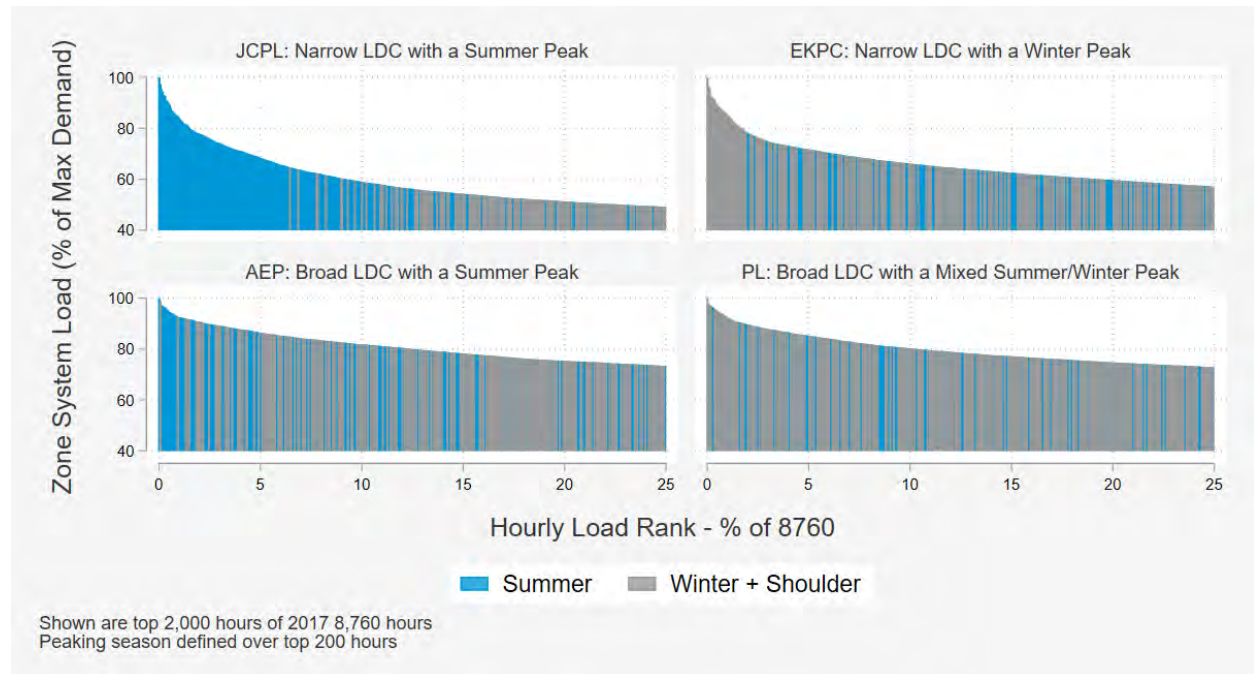 JCPL: Narrow LDC with a Summer Peak
EKPC: Narrow LDC with a Winter Peak
100
80
60
40
AEP: Broad LDC with a Summer Peak
PL: Broad LDC with a Mixed Summer/Winter Peak
100
80
60
40
0 5 10 15 20 25
0 5 10 15 20 25
Zone System Load (% of Max Demand)
Hourly Load Rank - % of 8760
Summer
Winter + Shoulder
Shown are top 2,000 hours of 2017 8,760 hours
Peaking season defined over top 200 hours